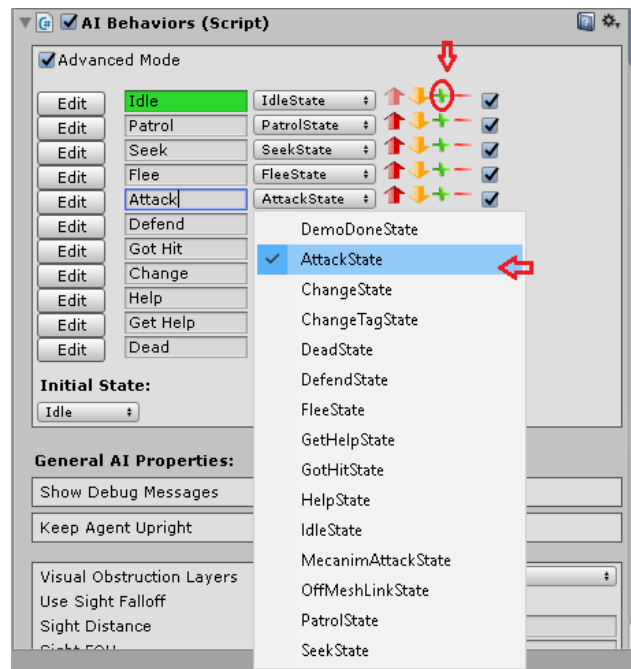 AI Behaviors (Script)
Advanced Mode
Edit Idle IdleState
Edit Patrol PatrolState
Edit Seek SeekState
Edit Flee FleeState
Edit Attack AttackState
Edit Defend
Edit Got Hit
Edit Change
Edit Help
Edit Get Help
Edit Dead
DemoDoneState
AttackState
ChangeState
ChangeTagState
DeadState
DefendState
FleeState
GetHelpState
GotHitState
HelpState
IdleState
MecanimAttackState
OffMeshLinkState
PatrolState
SeekState
Initial State:
Idle
General AI Properties:
Show Debug Messages
Keep Agent Upright
Visual Obstruction Layers
Use Sight Falloff
Sight Distance
Sight FOV